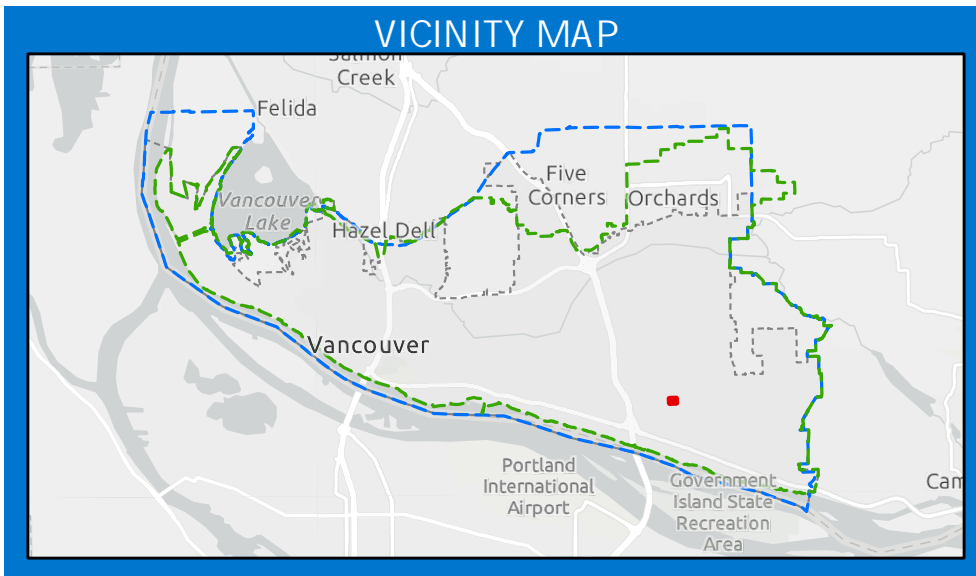 VICINITY MAP
Salmon
Creek
Felida
Five
Corners
Vancouver
Lake
Orchards
Hazel Dell
Vancouver
Portland
International
Airport
Government
Island State
Recreation
Area
Cam